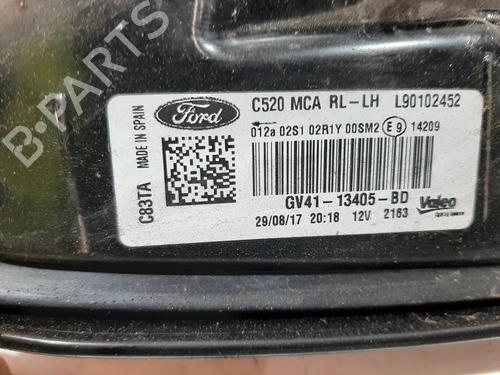 B-PARTS
C83TA MADE IN SPAIN
Ford
C520 MCA RL-LH L90102452
012a 02S1 02R1Y 00SM2 E9 14209
GV41-13405-BD
29/08/17 20:18 12V 2163
Valeo